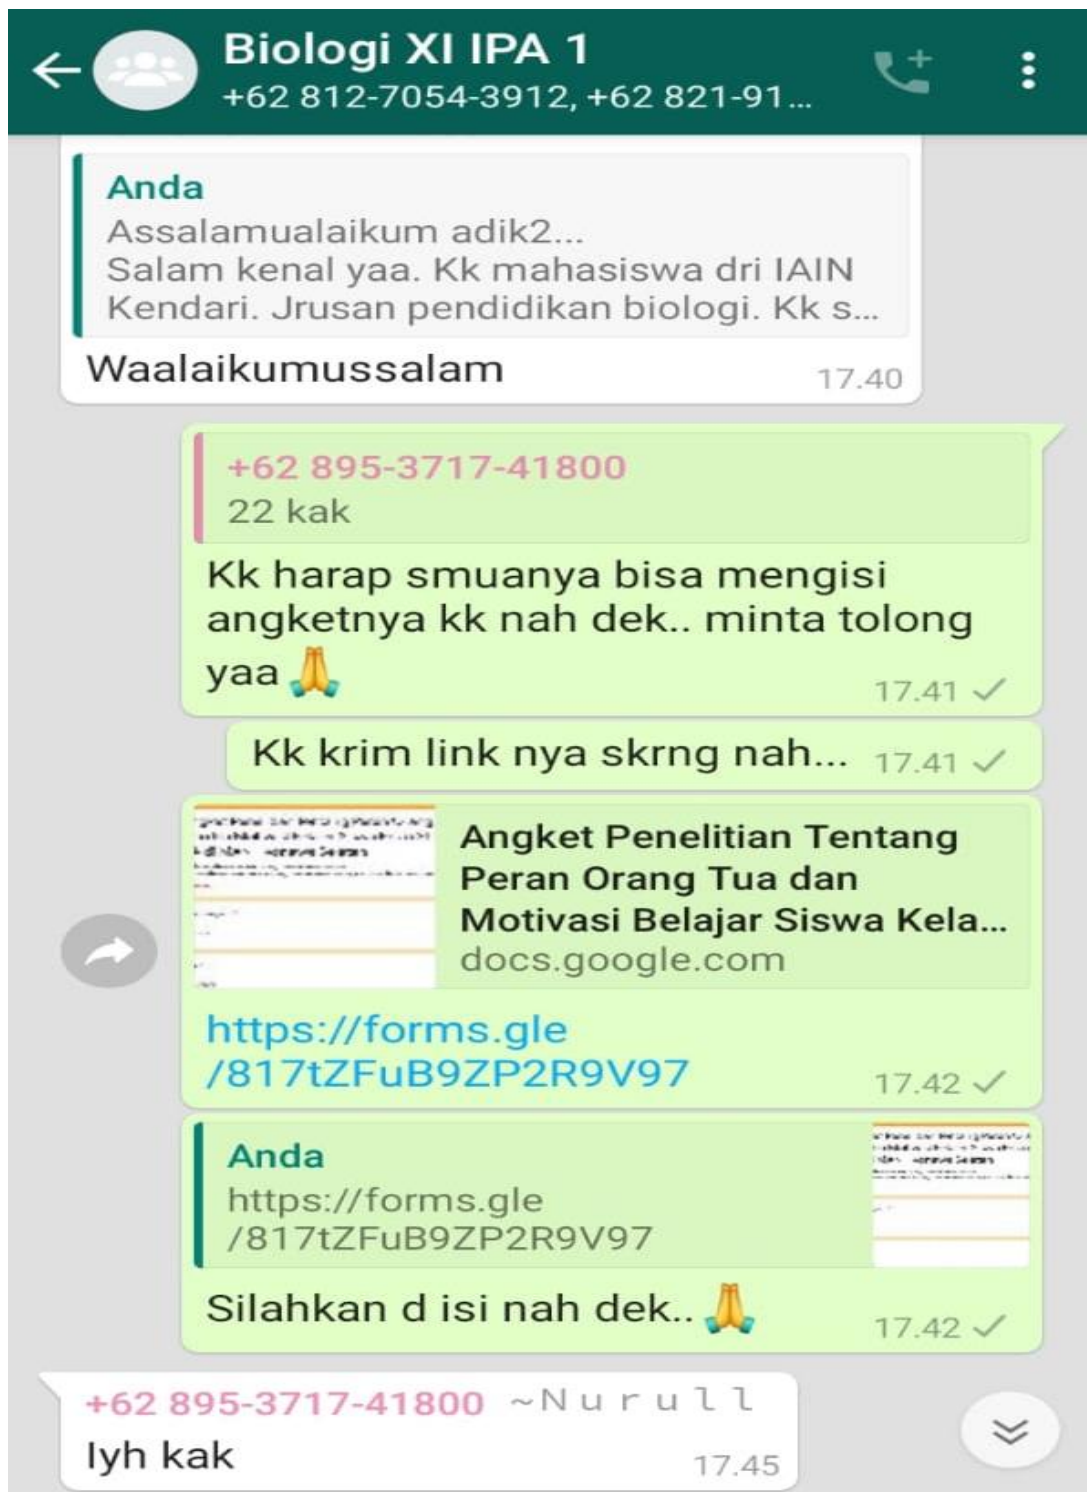 Biologi XI IPA 1
+62 812-7054-3912, +62 821-91...
Anda
Assalamualaikum adik2...
Salam kenal yaa. Kk mahasiswa dri IAIN
Kendari. Jrusan pendidikan biologi. Kk s...
Waalaikumussalam
17.40
+62 895-3717-41800
22 kak
Kk harap smuanya bisa mengisi
angketnya kk nah dek.. minta tolong
yaa 🙏
17.41
Kk krim link nya skrng nah... 17.41
Angket Penelitian Tentang
Peran Orang Tua dan
Motivasi Belajar Siswa Kela...
docs.google.com
https://forms.gle
/817tZFuB9ZP2R9V97
17.42
Anda
https://forms.gle
/817tZFuB9ZP2R9V97
Silahkan d isi nah dek.. 🙏
17.42
+62 895-3717-41800 ~Nurull
Iyh kak
17.45